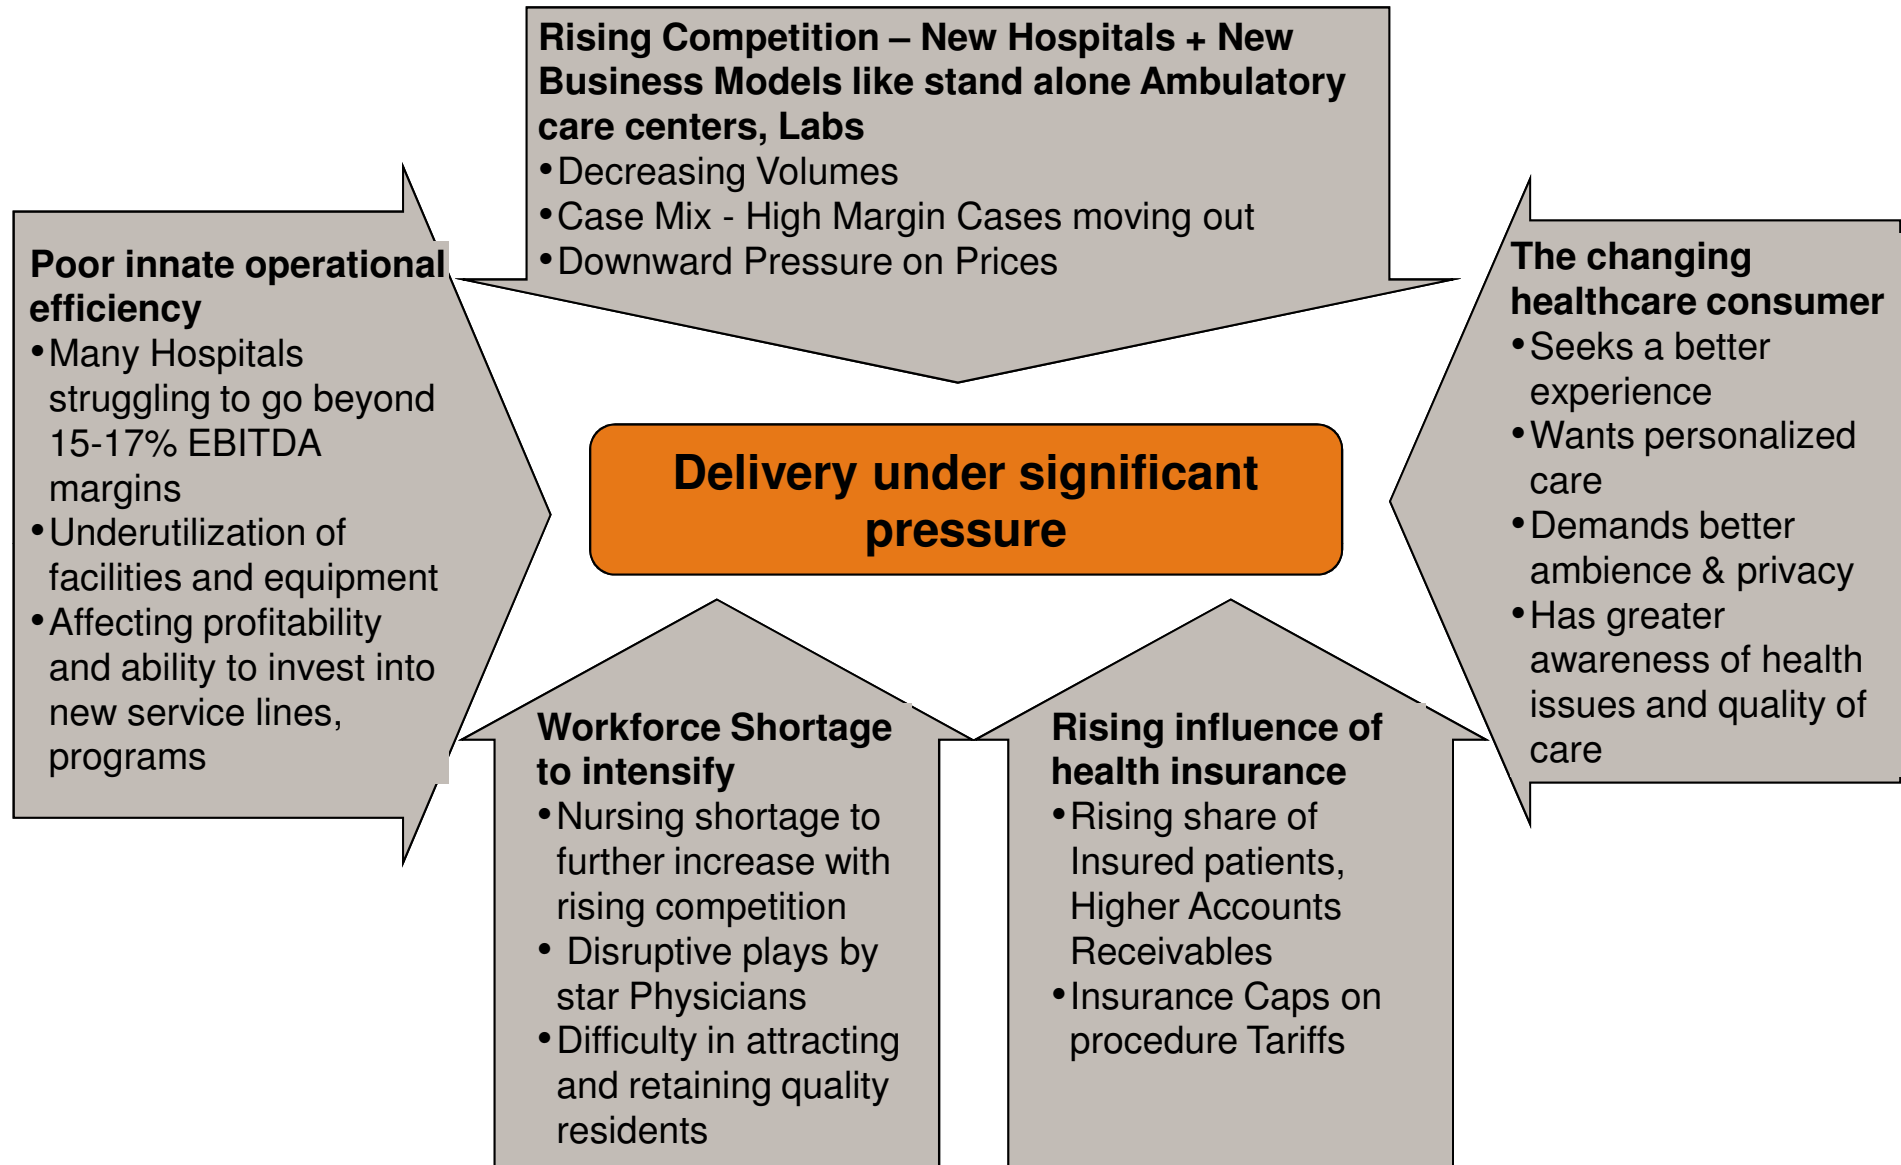 Rising Competition – New Hospitals + New
Business Models like stand alone Ambulatory
care centers, Labs
•Decreasing Volumes
•Case Mix - High Margin Cases moving out
•Downward Pressure on Prices
Poor innate operational
efficiency
•Many Hospitals
struggling to go beyond
15-17% EBITDA
margins
•Underutilization of
facilities and equipment
•Affecting profitability
and ability to invest into
new service lines,
programs
Delivery under significant
pressure
The changing
healthcare consumer
•Seeks a better
experience
•Wants personalized
care
•Demands better
ambience & privacy
•Has greater
awareness of health
issues and quality of
care
Workforce Shortage
to intensify
•Nursing shortage to
further increase with
rising competition
• Disruptive plays by
star Physicians
•Difficulty in attracting
and retaining quality
residents
Rising influence of
health insurance
•Rising share of
Insured patients,
Higher Accounts
Receivables
•Insurance Caps on
procedure Tariffs